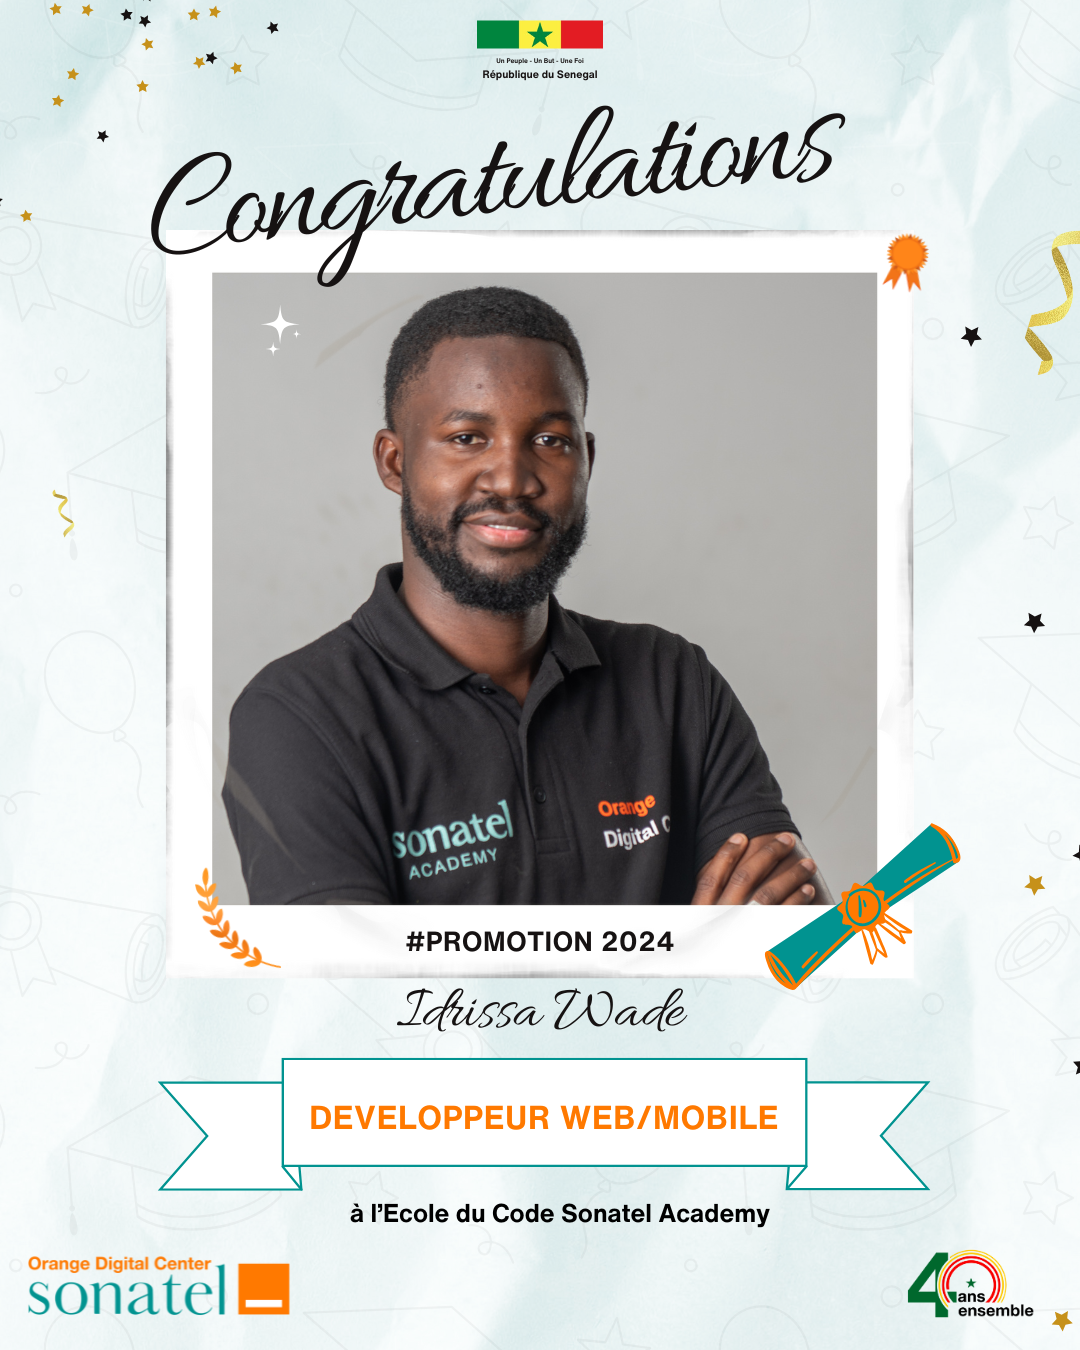 Un Peuple - Un But - Une Foi
République du Senegal
Congratulations
sonatel
ACADEMY
Orange
Digital C
#PROMOTION 2024
Idrissa Wade
DEVELOPPEUR WEB/MOBILE
à l'Ecole du Code Sonatel Academy
Orange Digital Center
sonatel
40 ans
ensemble